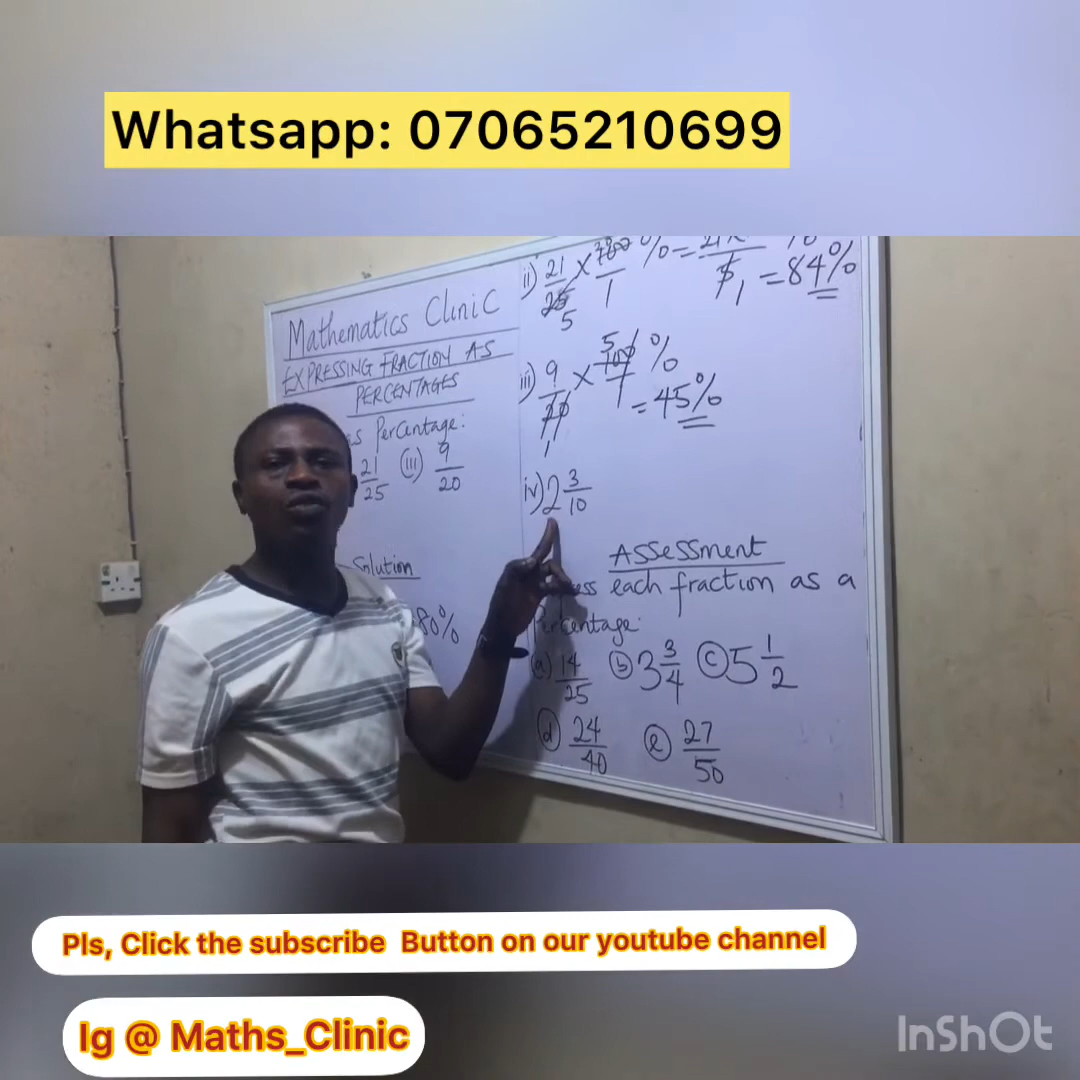 Whatsapp: 07065210699
Mathematics Clinic
EXPRESSING FRACTION AS
PERCENTAGES
Percentage:
21/25 (iii) 9/20
Solution
80%
ii) 21/25 × 100/1 % =
5
= 84%
iii) 9/20 × 100/1 %
5
1
= 45%
iv) 2 3/10
Assessment
each fraction as a
Percentage:
(a) 14/25 (b) 3 3/4 (c) 5 1/2
(d) 24/40 (e) 27/50
Pls, Click the subscribe Button on our youtube channel
Ig @ Maths_Clinic
InShOt